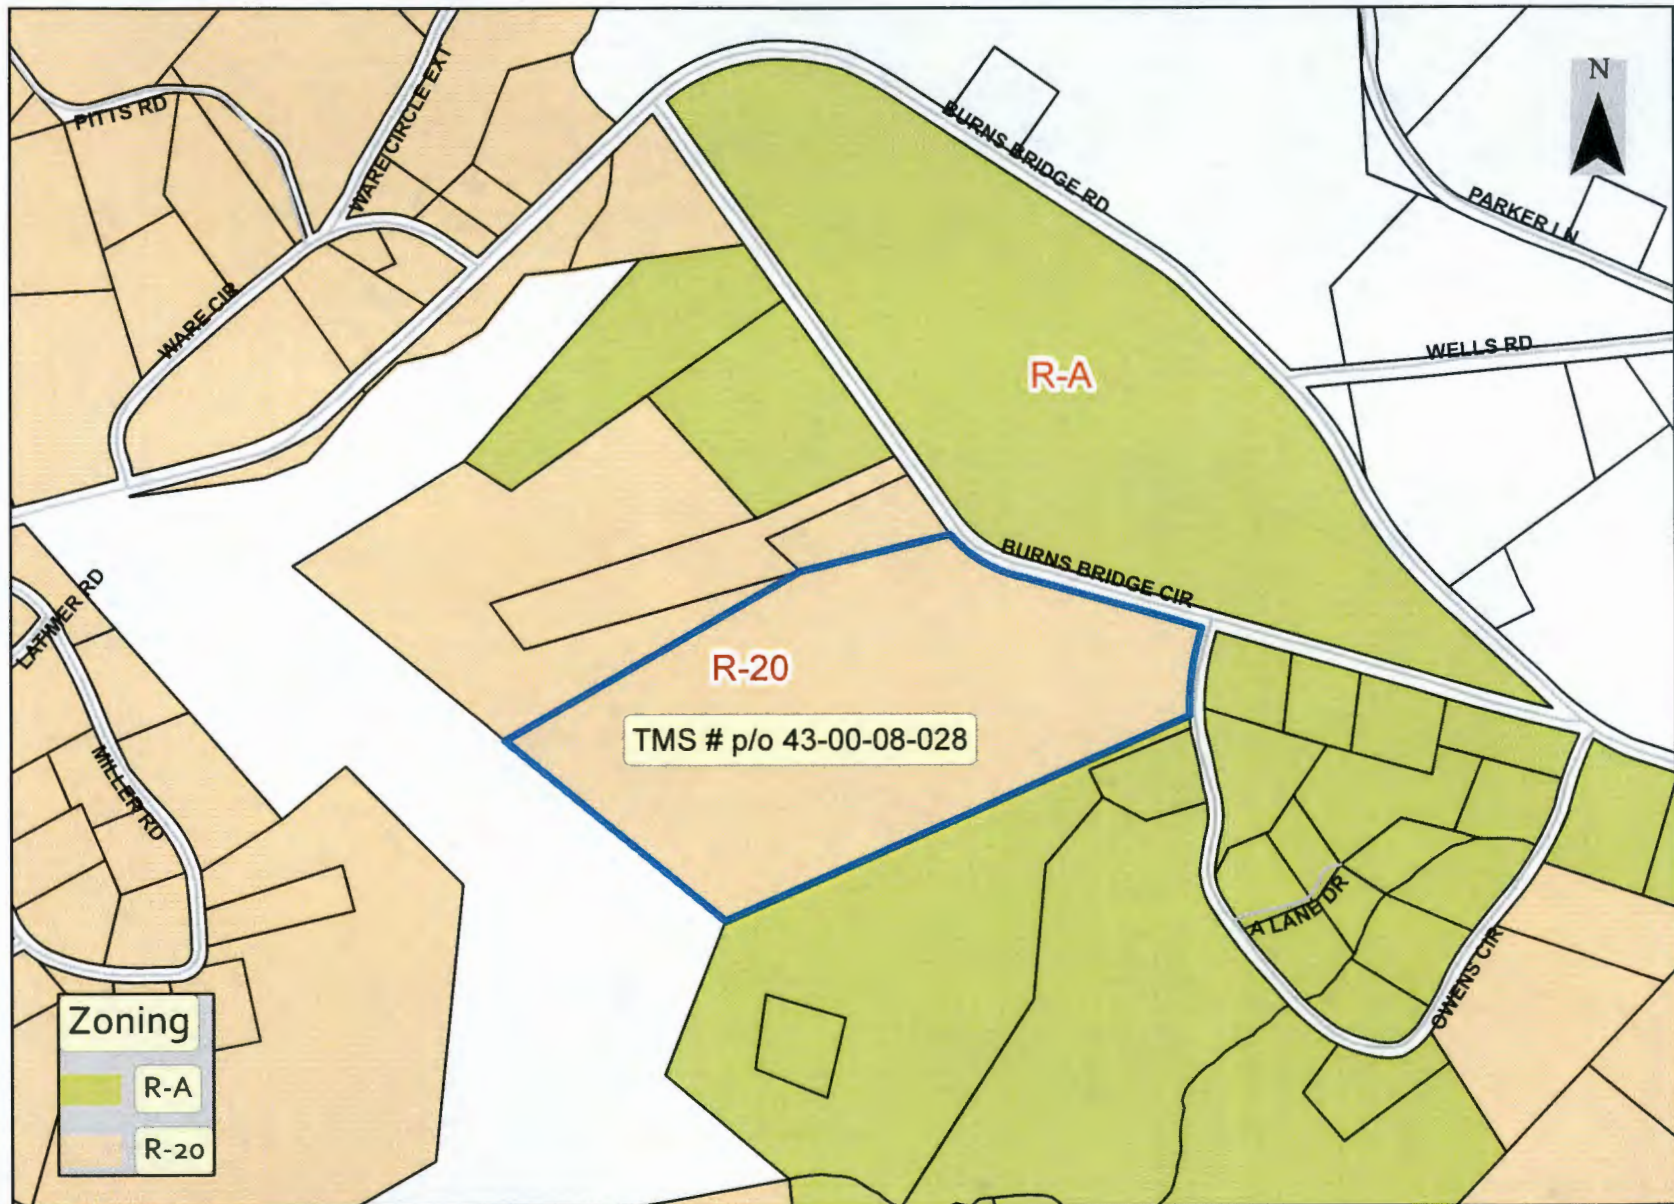 N
PITTS RD
WARE CIRCLE EXT
BURNS BRIDGE RD
PARKER LN
WARE CIR
WELLS RD
R-A
BURNS BRIDGE CIR
LATIMER RD
R-20
TMS # p/o 43-00-08-028
MILLER RD
A LANE DR
OWENS CIR
Zoning
R-A
R-20